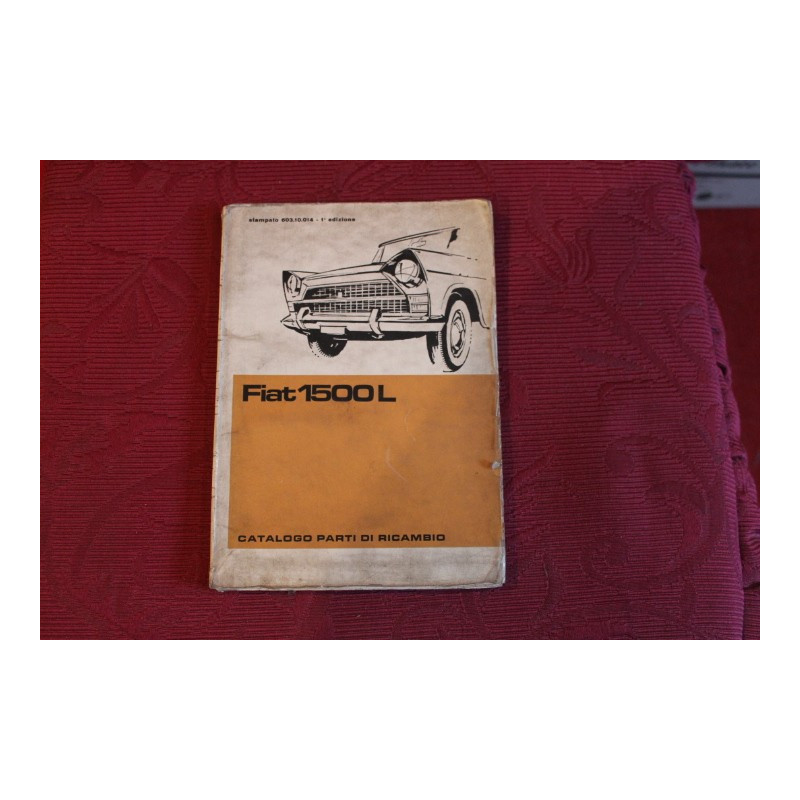 stampato 603.10.014 - 1ª edizione
Fiat 1500 L
CATALOGO PARTI DI RICAMBIO